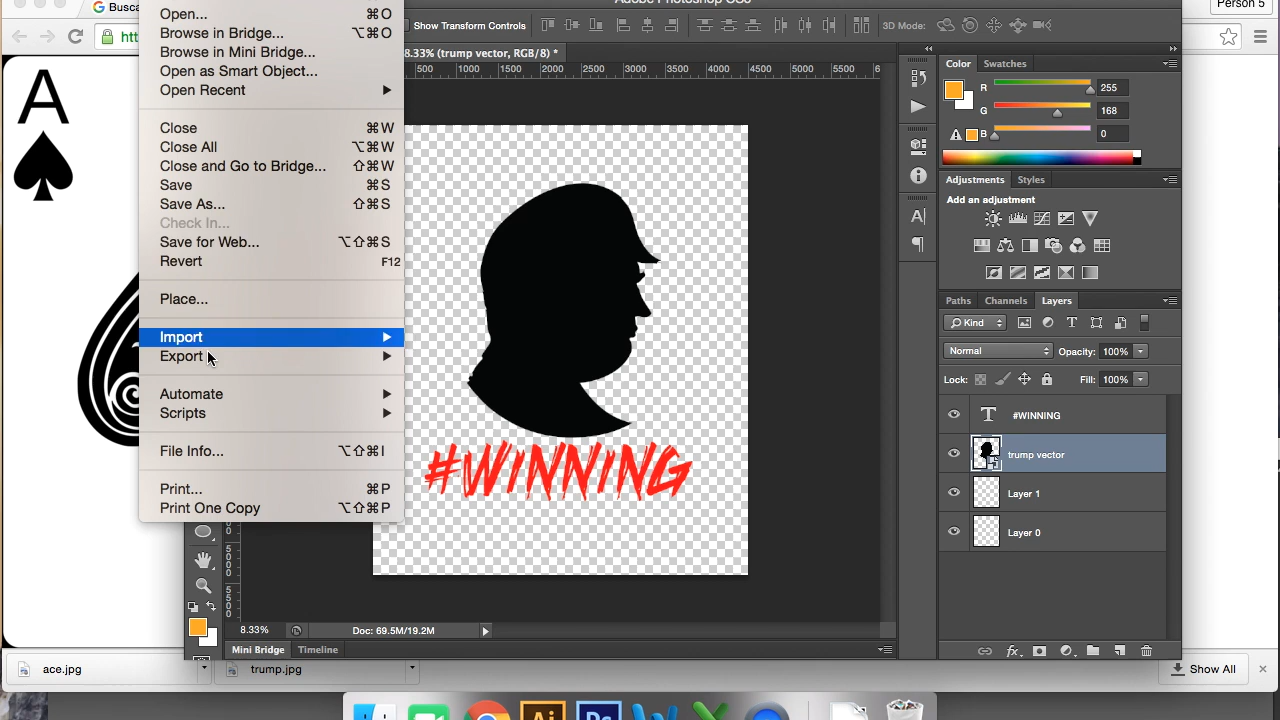 Person 5
Open... ⌘O
Browse in Bridge... ⌥⌘O
Browse in Mini Bridge...
Open as Smart Object...
Open Recent
Close ⌘W
Close All ⌥⌘W
Close and Go to Bridge... ⇧⌘W
Save ⌘S
Save As... ⇧⌘S
Check In...
Save for Web... ⌥⇧⌘S
Revert F12
Place...
Import
Export
Automate
Scripts
File Info... ⌥⇧⌘I
Print... ⌘P
Print One Copy ⌥⇧⌘P
Busca
htt
A
Show Transform Controls
3D Mode:
8.33% (trump vector, RGB/8) *
500 1000 1500 2000 2500 3000 3500 4000 4500 5000 5500 6
#WINNING
8.33%
Doc: 69.5M/19.2M
Mini Bridge Timeline
Color Swatches
R 255
G 168
B 0
Adjustments Styles
Add an adjustment
Paths Channels Layers
Kind
Normal Opacity: 100%
Lock: Fill: 100%
T #WINNING
trump vector
Layer 1
Layer 0
fx
ace.jpg
trump.jpg
Show All
Ai
Ps